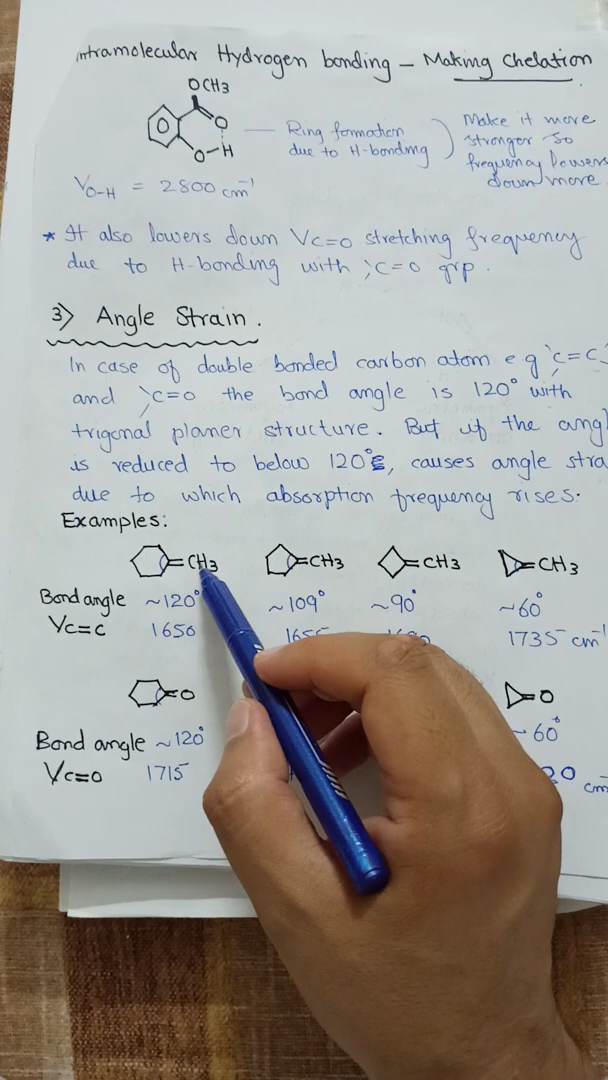 Intramolecular Hydrogen bonding – Making Chelation
OCH3
O
O–H
Ring formation
due to H-bonding
Make it more
stronger so
frequency lowers
down more.
VO-H = 2800 cm-1
* It also lowers down Vc=o stretching frequency
due to H-bonding with >C=O grp.
3) Angle Strain.
In case of double bonded carbon atom e.g >C=C
and >C=O the bond angle is 120° with
trigonal planer structure. But if the angl
is reduced to below 120°, causes angle stra
due to which absorption frequency rises.
Examples:
=CH3 =CH3 =CH3 =CH3
Bond angle ~120° ~109° ~90° ~60°
Vc=c 1650 1735 cm-1
=O =O
Bond angle ~120° ~60°
Vc=o 1715 20 cm